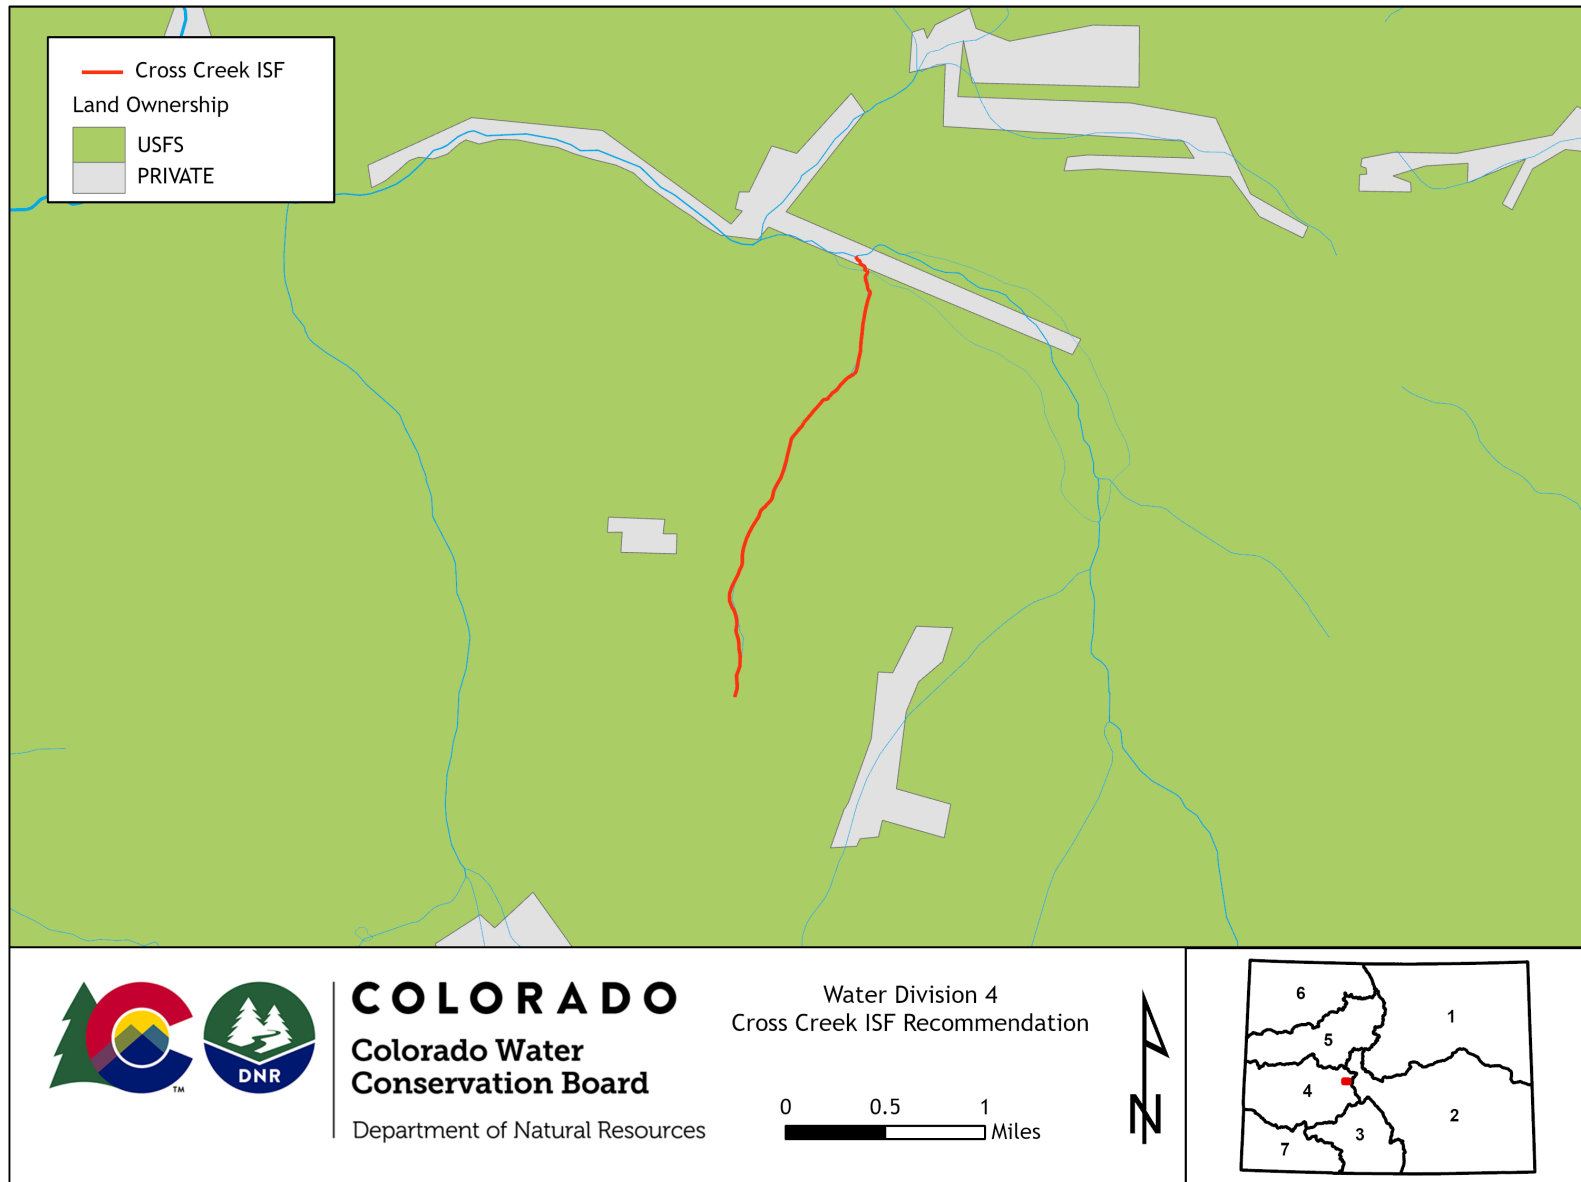 Cross Creek ISF
Land Ownership
USFS
PRIVATE
COLORADO
Colorado Water
Conservation Board
Department of Natural Resources
TM
DNR
Water Division 4
Cross Creek ISF Recommendation
0 0.5 1
Miles
N
6
1
5
4
2
3
7